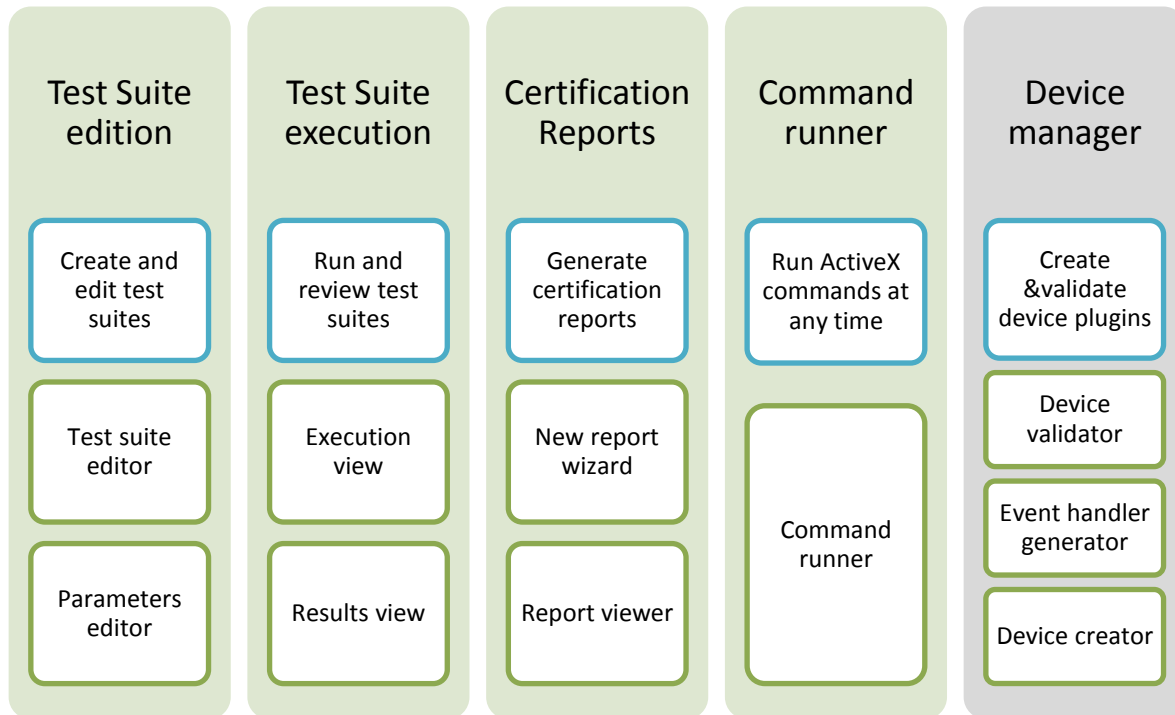 Test Suite
edition
Create and
edit test
suites
Test suite
editor
Parameters
editor
Test Suite
execution
Run and
review test
suites
Execution
view
Results view
Certification
Reports
Generate
certification
reports
New report
wizard
Report viewer
Command
runner
Run ActiveX
commands at
any time
Command
runner
Device
manager
Create
&validate
device plugins
Device
validator
Event handler
generator
Device creator